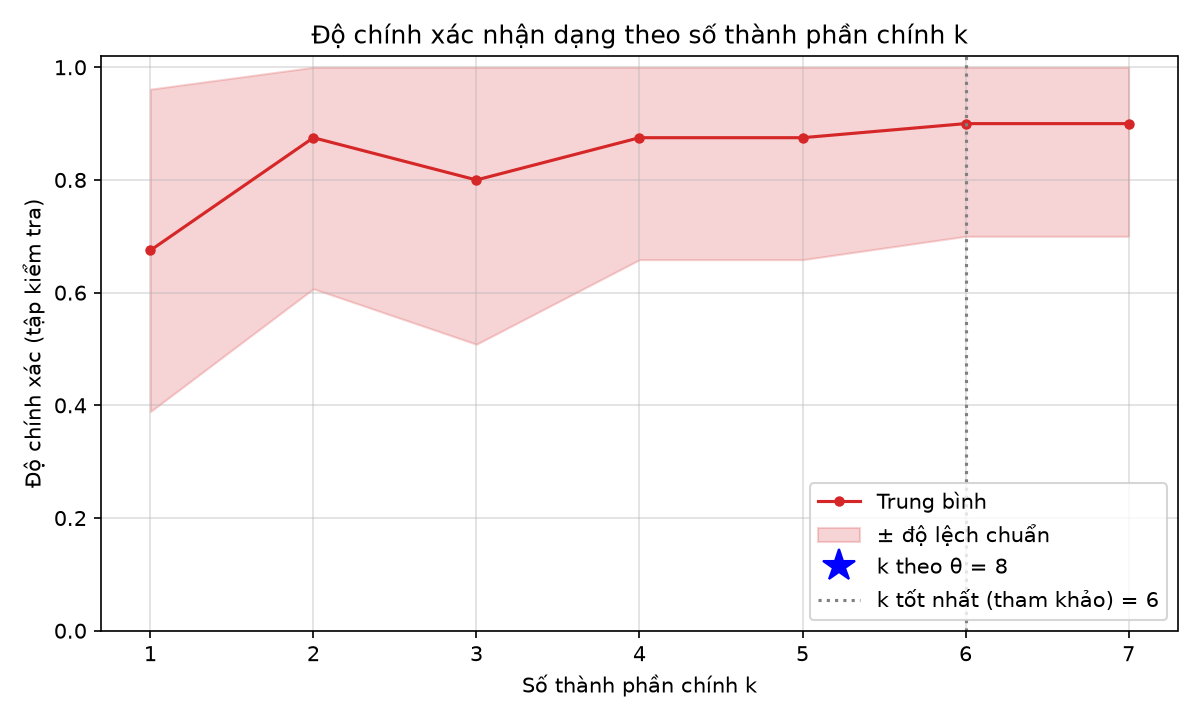 Độ chính xác nhận dạng theo số thành phần chính k
Độ chính xác (tập kiểm tra)
1.0
0.8
0.6
0.4
0.2
0.0
1 2 3 4 5 6 7
Số thành phần chính k
Trung bình
± độ lệch chuẩn
k theo θ = 8
k tốt nhất (tham khảo) = 6